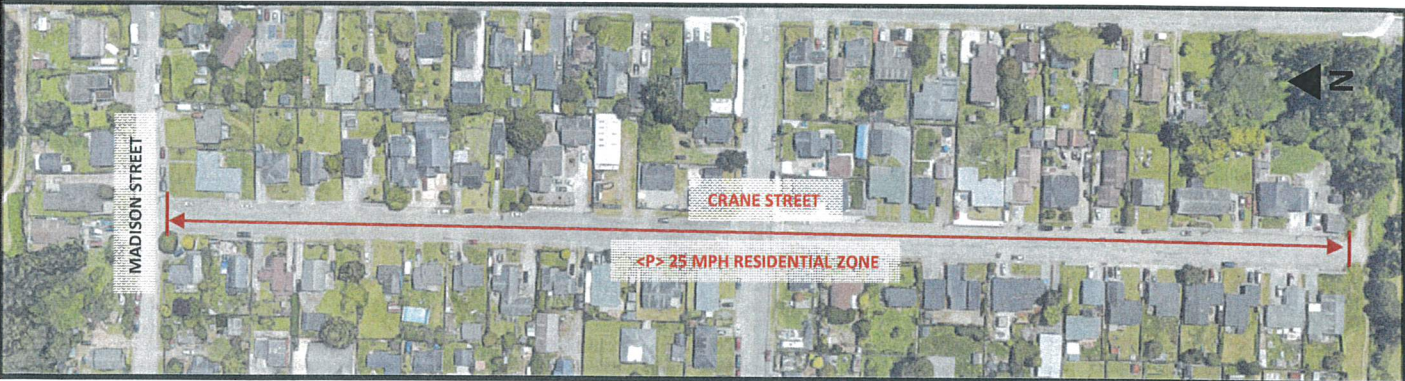 MADISON STREET
CRANE STREET
<P> 25 MPH RESIDENTIAL ZONE
N